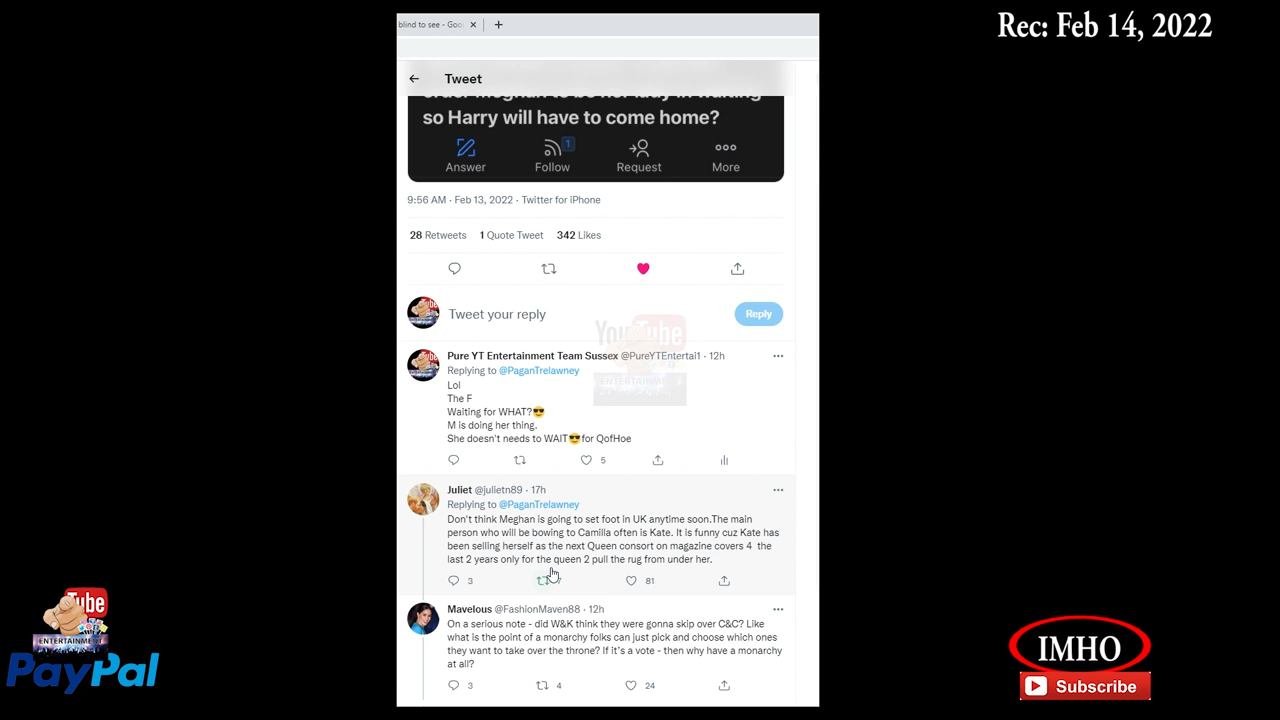 Rec: Feb 14, 2022
blind to see - Goo
Tweet
so Harry will have to come home?
1
Answer
Follow
Request
More
9:56 AM · Feb 13, 2022 · Twitter for iPhone
28 Retweets 1 Quote Tweet 342 Likes
Tweet your reply
Reply
YouTube
ENTERTAINMENT
Pure YT Entertainment Team Sussex @PureYTEntertai1 · 12h
Replying to @PaganTrelawney
Lol
The F
Waiting for WHAT?😎
M is doing her thing.
She doesn't needs to WAIT😎for QofHoe
5
Juliet @julietn89 · 17h
Replying to @PaganTrelawney
Don't think Meghan is going to set foot in UK anytime soon.The main
person who will be bowing to Camilla often is Kate. It is funny cuz Kate has
been selling herself as the next Queen consort on magazine covers 4 the
last 2 years only for the queen 2 pull the rug from under her.
3 7 81
Mavelous @FashionMaven88 · 12h
On a serious note - did W&K think they were gonna skip over C&C? Like
what is the point of a monarchy folks can just pick and choose which ones
they want to take over the throne? If it's a vote - then why have a monarchy
at all?
3 4 24
Tube
ENTERTAINMENT
PayPal
IMHO
Subscribe